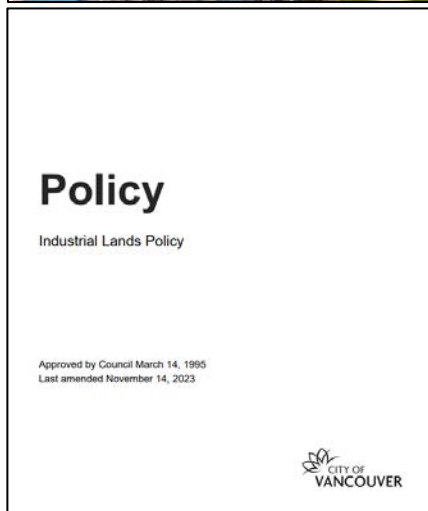 Policy
Industrial Lands Policy
Approved by Council March 14, 1995
Last amended November 14, 2023
CITY OF
VANCOUVER